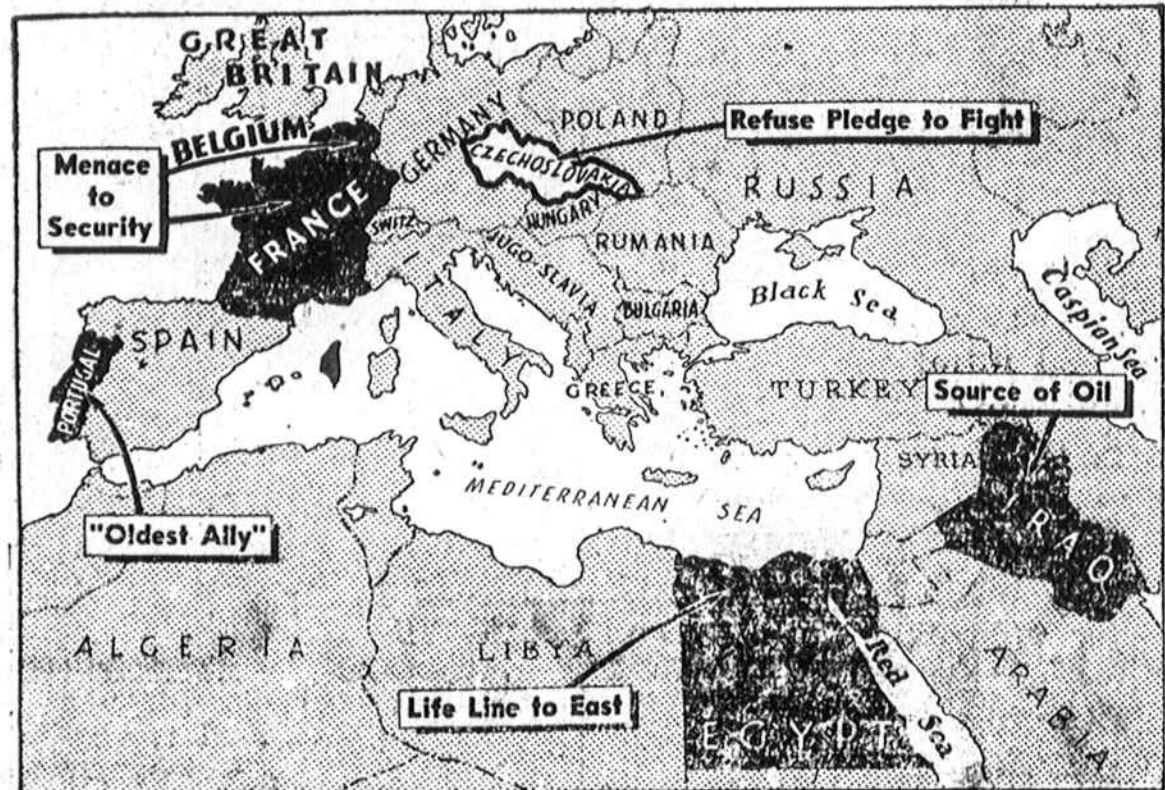 GREAT
BRITAIN
BELGIUM
Menace
to
Security
FRANCE
GERMANY
POLAND
Refuse Pledge to Fight
CZECHOSLOVAKIA
RUSSIA
SWITZ.
HUNGARY
RUMANIA
JUGO-SLAVIA
ITALY
BULGARIA
Black Sea
Caspian Sea
SPAIN
PORTUGAL
GREECE
TURKEY
Source of Oil
SYRIA
IRAQ
MEDITERRANEAN SEA
"Oldest Ally"
ALGERIA
LIBYA
Life Line to East
EGYPT
Red Sea
ARABIA